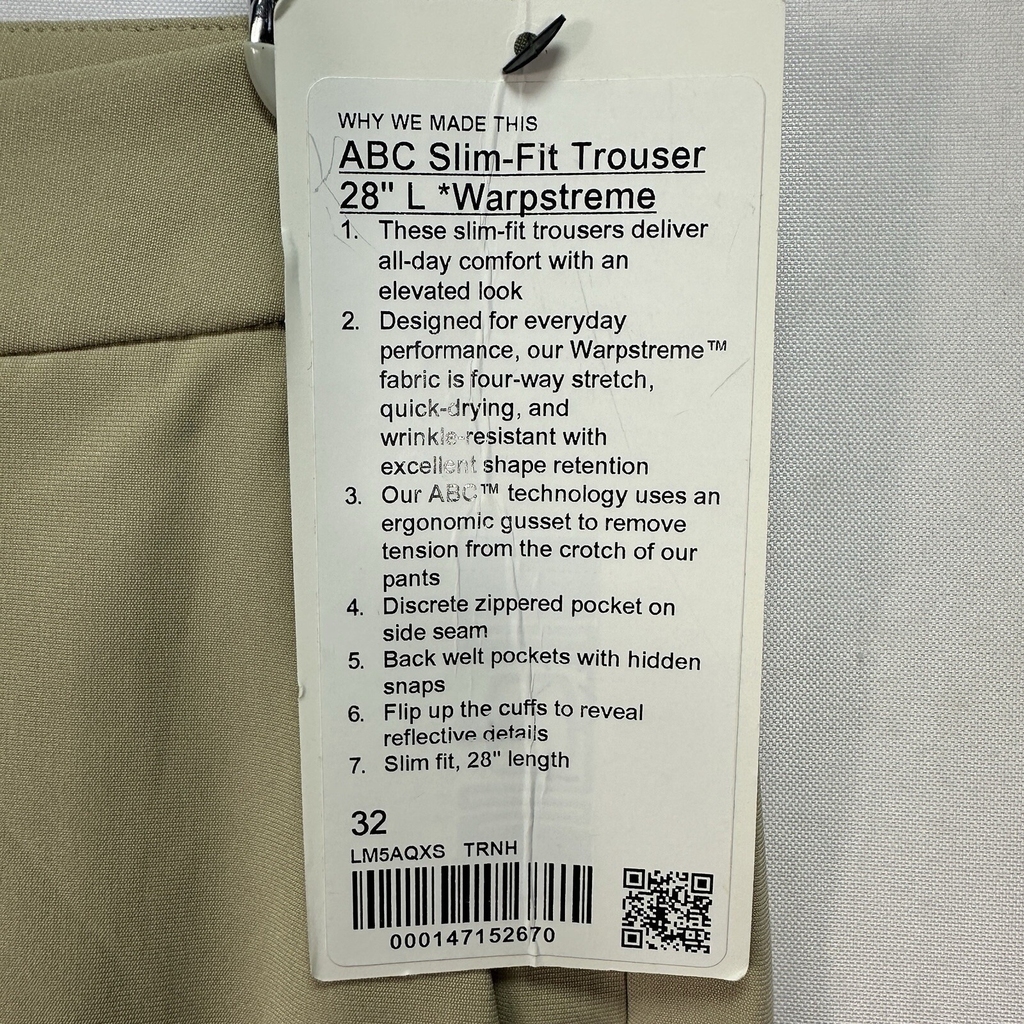 WHY WE MADE THIS
ABC Slim-Fit Trouser
28" L *Warpstreme
1. These slim-fit trousers deliver
all-day comfort with an
elevated look
2. Designed for everyday
performance, our Warpstreme™
fabric is four-way stretch,
quick-drying, and
wrinkle-resistant with
excellent shape retention
3. Our ABC™ technology uses an
ergonomic gusset to remove
tension from the crotch of our
pants
4. Discrete zippered pocket on
side seam
5. Back welt pockets with hidden
snaps
6. Flip up the cuffs to reveal
reflective details
7. Slim fit, 28" length
32
LM5AQXS TRNH
000147152670